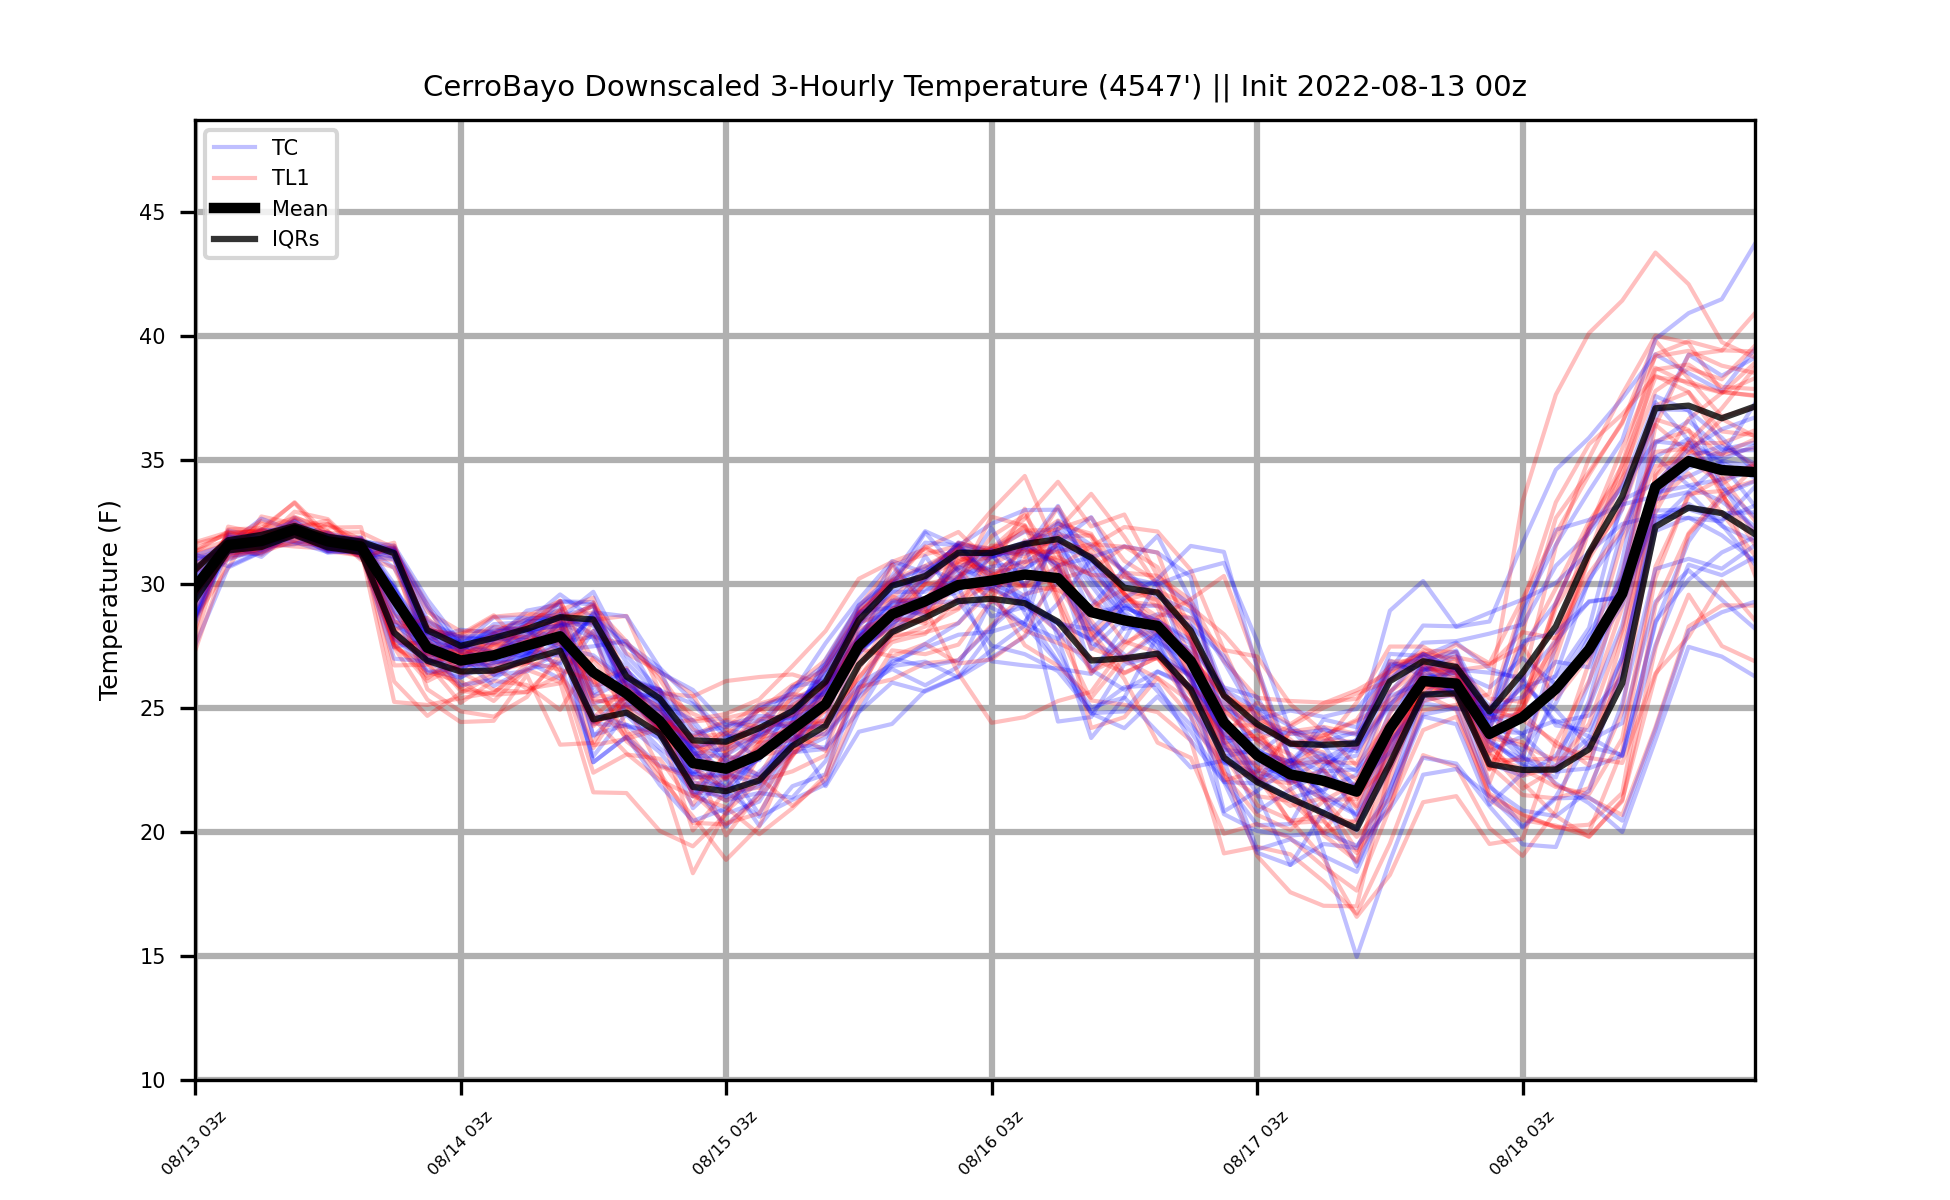 CerroBayo Downscaled 3-Hourly Temperature (4547') || Init 2022-08-13 00z
TC
TL1
Mean
IQRs
Temperature (F)
45
40
35
30
25
20
15
10
08/13 03z
08/14 03z
08/15 03z
08/16 03z
08/17 03z
08/18 03z